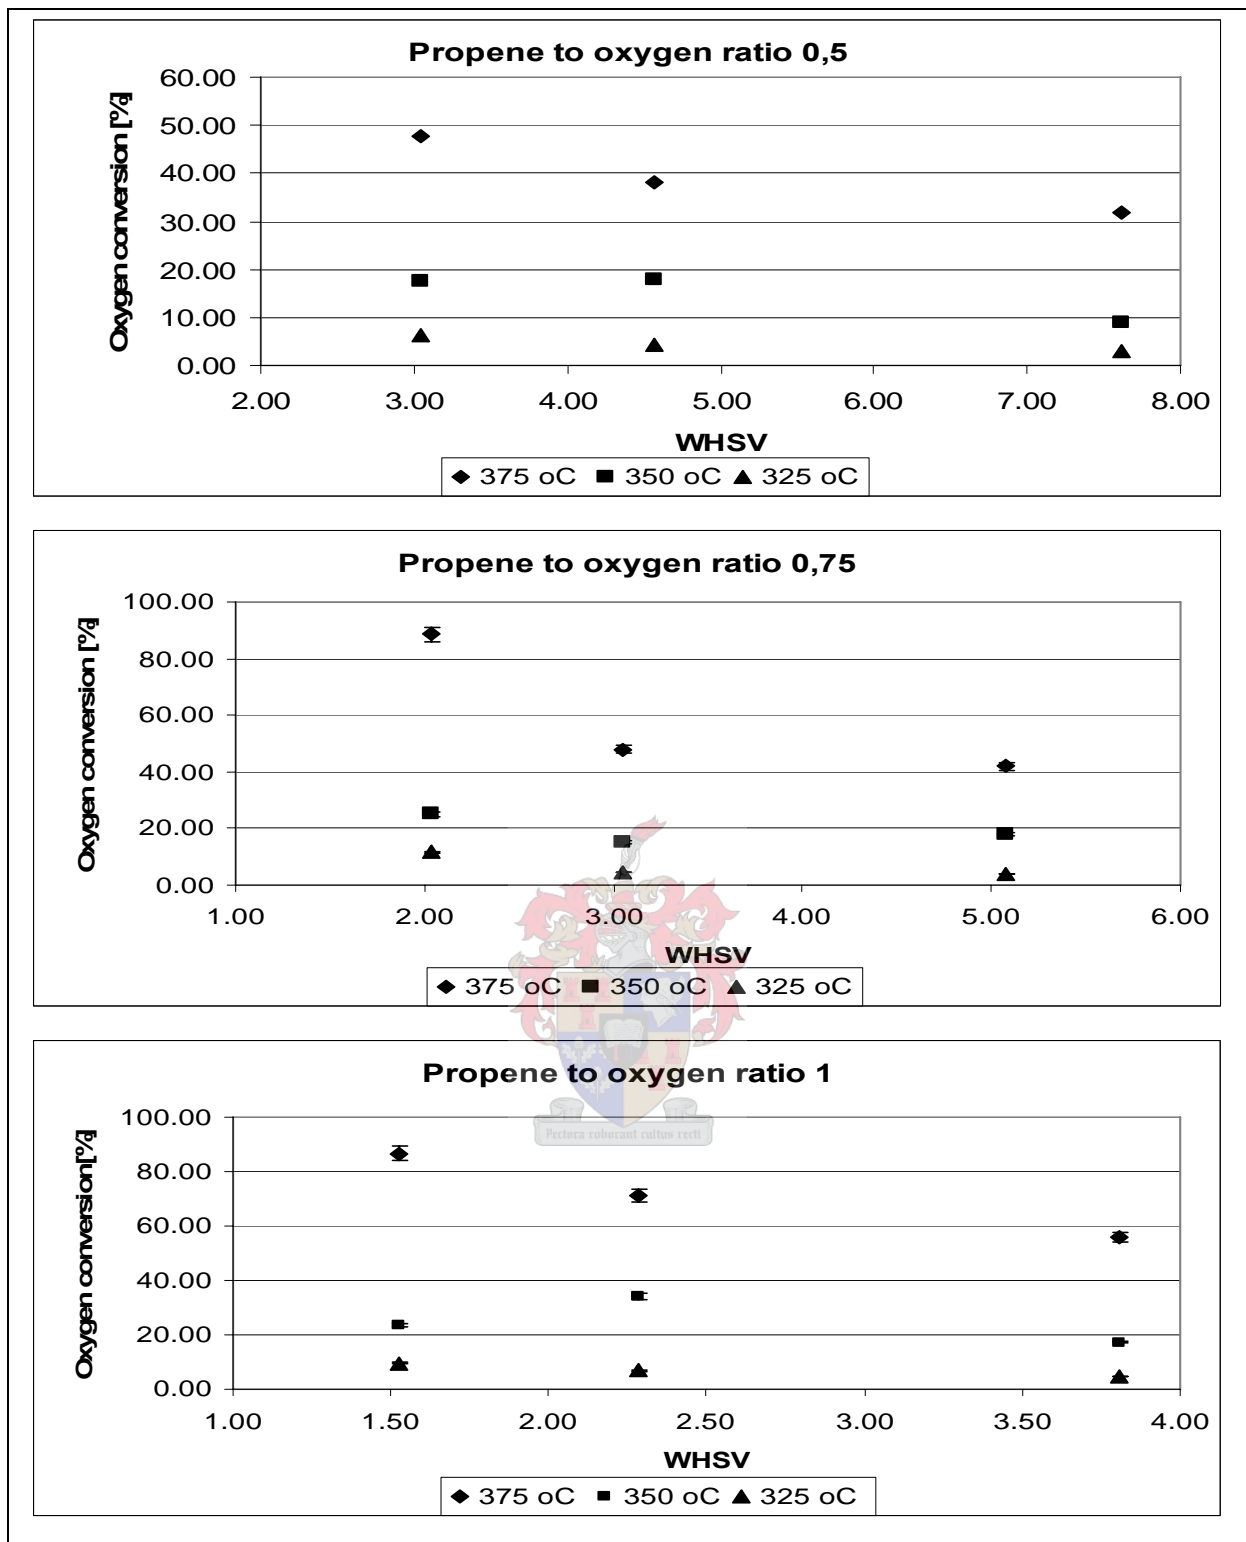 Propene to oxygen ratio 0,5
Oxygen conversion [%]
60.00
50.00
40.00
30.00
20.00
10.00
0.00
2.00 3.00 4.00 5.00 6.00 7.00 8.00
WHSV
375 oC 350 oC 325 oC
Propene to oxygen ratio 0,75
Oxygen conversion [%]
100.00
80.00
60.00
40.00
20.00
0.00
1.00 2.00 3.00 4.00 5.00 6.00
WHSV
375 oC 350 oC 325 oC
Propene to oxygen ratio 1
Oxygen conversion[%]
100.00
80.00
60.00
40.00
20.00
0.00
1.00 1.50 2.00 2.50 3.00 3.50 4.00
WHSV
375 oC 350 oC 325 oC
Pectora roborant cultus recti